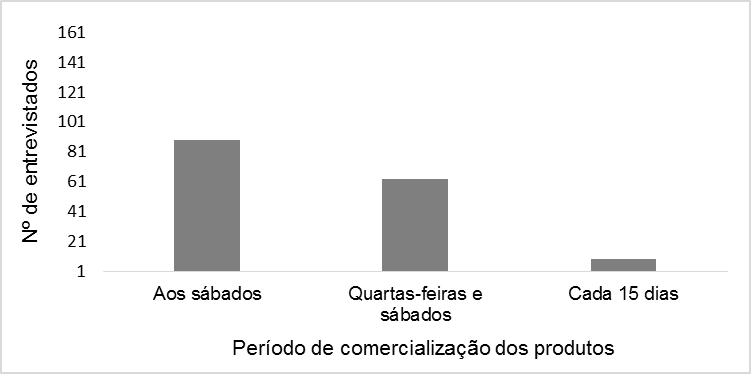 Nº de entrevistados
161
141
121
101
81
61
41
21
1
Aos sábados
Quartas-feiras e
sábados
Cada 15 dias
Período de comercialização dos produtos